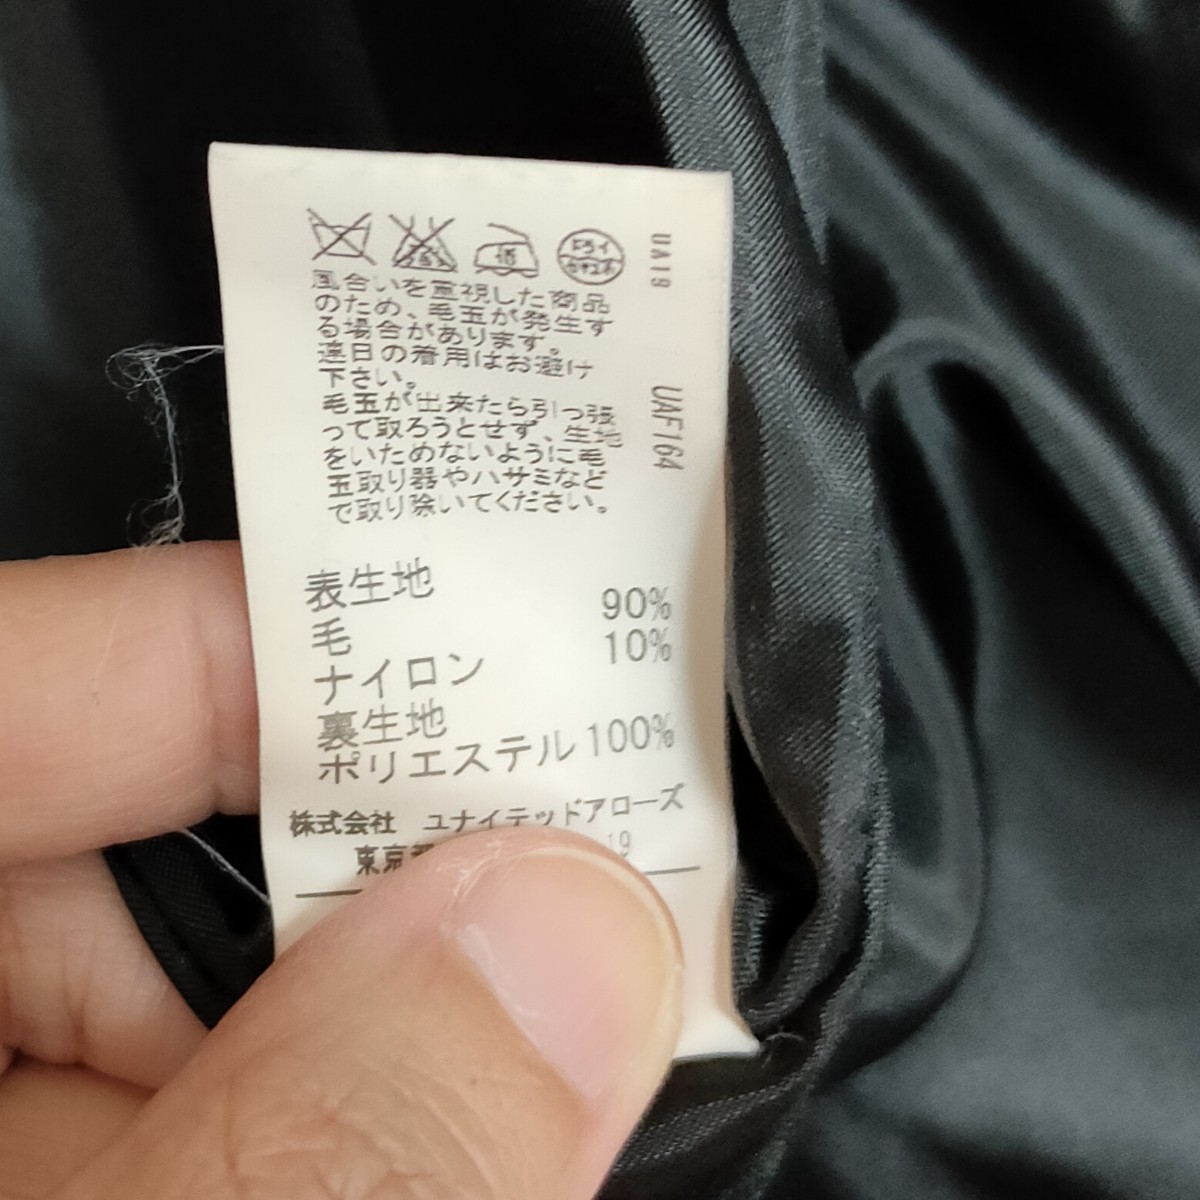 ドライ
セキユ系
風合いを重視した商品
のため、毛玉が発生す
る場合があります。
連日の着用はお避け
下さい。
毛玉が出来たら引っ張
って取ろうとせず、生地
をいためないように毛
玉取り器やハサミなど
で取り除いてください。
UA19
UAF164
表生地
毛 90%
ナイロン 10%
裏生地
ポリエステル 100%
株式会社 ユナイテッドアローズ
東京都 19